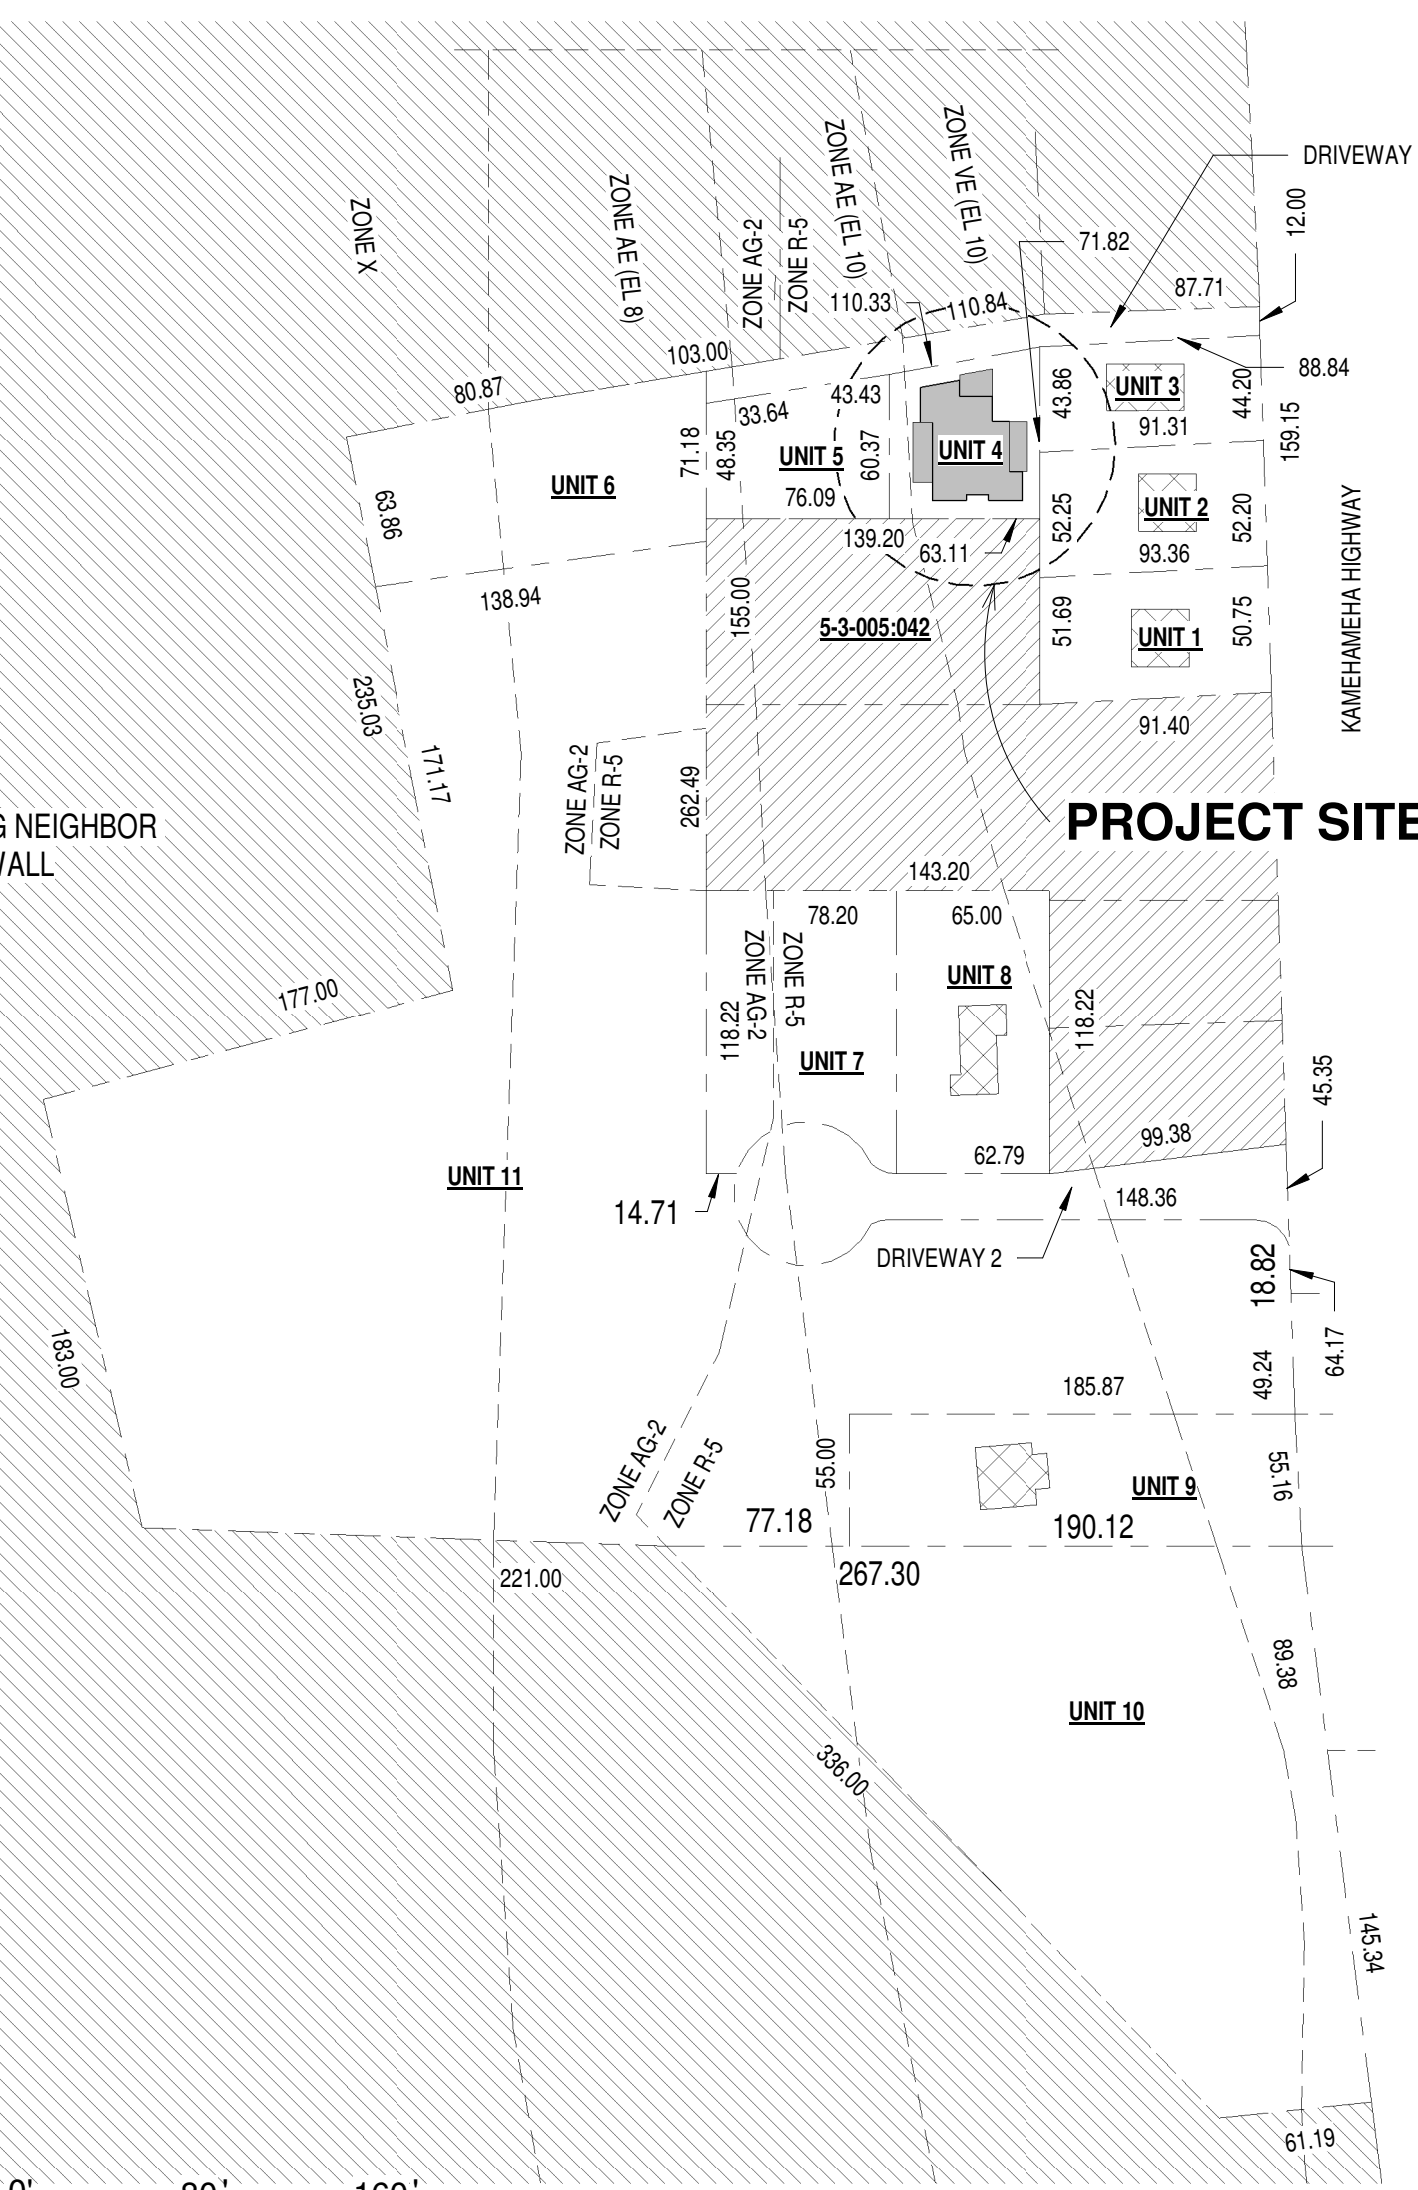 ZONE X
ZONE AE (EL 8)
ZONE AG-2
ZONE R-5
ZONE AE (EL 10)
ZONE VE (EL 10)
DRIVEWAY
12.00
71.82
87.71
110.33
110.84
103.00
80.87
88.84
43.86
UNIT 3
44.20
159.15
33.64
43.43
91.31
71.18
48.35
UNIT 5
60.37
UNIT 4
UNIT 6
76.09
63.86
52.25
UNIT 2
52.20
KAMEHAMEHA HIGHWAY
139.20
63.11
93.36
138.94
155.00
5-3-005:042
51.69
UNIT 1
50.75
235.03
171.17
91.40
ZONE AG-2
ZONE R-5
262.49
G NEIGHBOR
PROJECT SITE
143.20
78.20
65.00
ZONE AG-2
ZONE R-5
UNIT 8
177.00
118.22
118.22
UNIT 7
45.35
99.38
62.79
UNIT 11
148.36
14.71
DRIVEWAY 2
18.82
64.17
183.00
49.24
185.87
ZONE AG-2
ZONE R-5
55.00
55.16
UNIT 9
77.18
190.12
221.00
267.30
89.38
UNIT 10
336.00
145.34
61.19